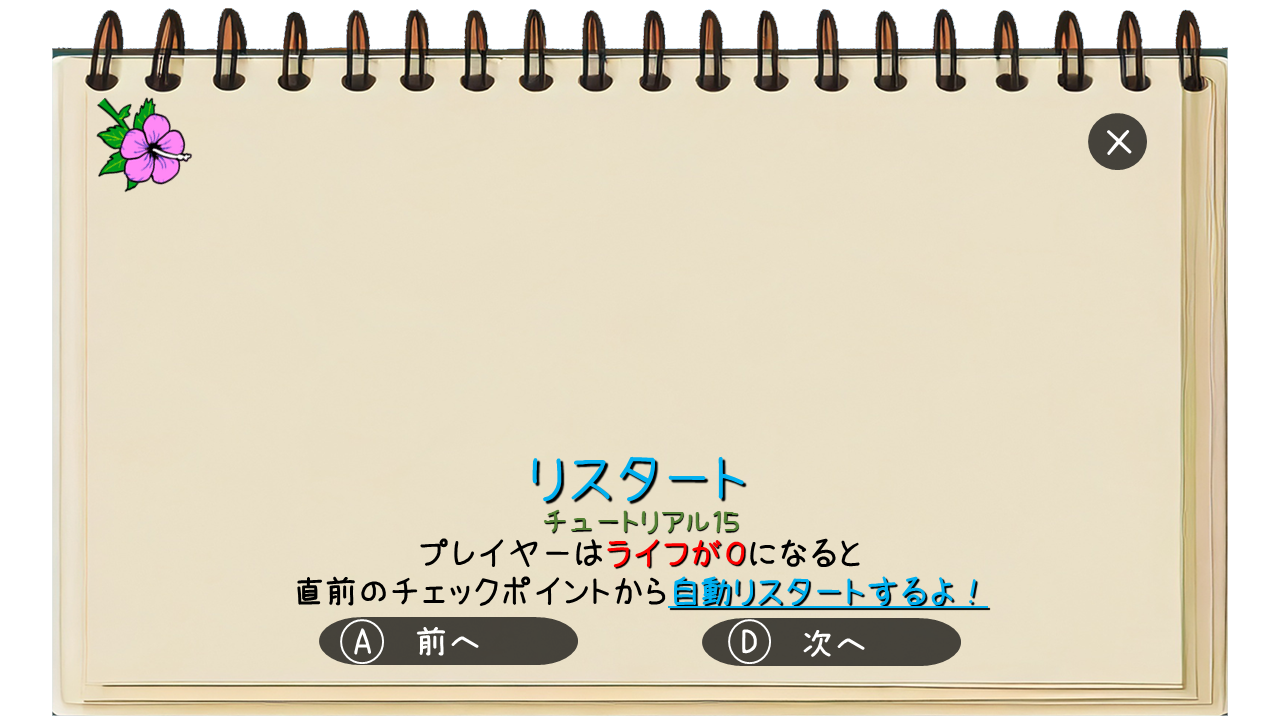 リスタート
チュートリアル15
プレイヤーはライフが0になると
直前のチェックポイントから自動リスタートするよ！
A 前へ
D 次へ